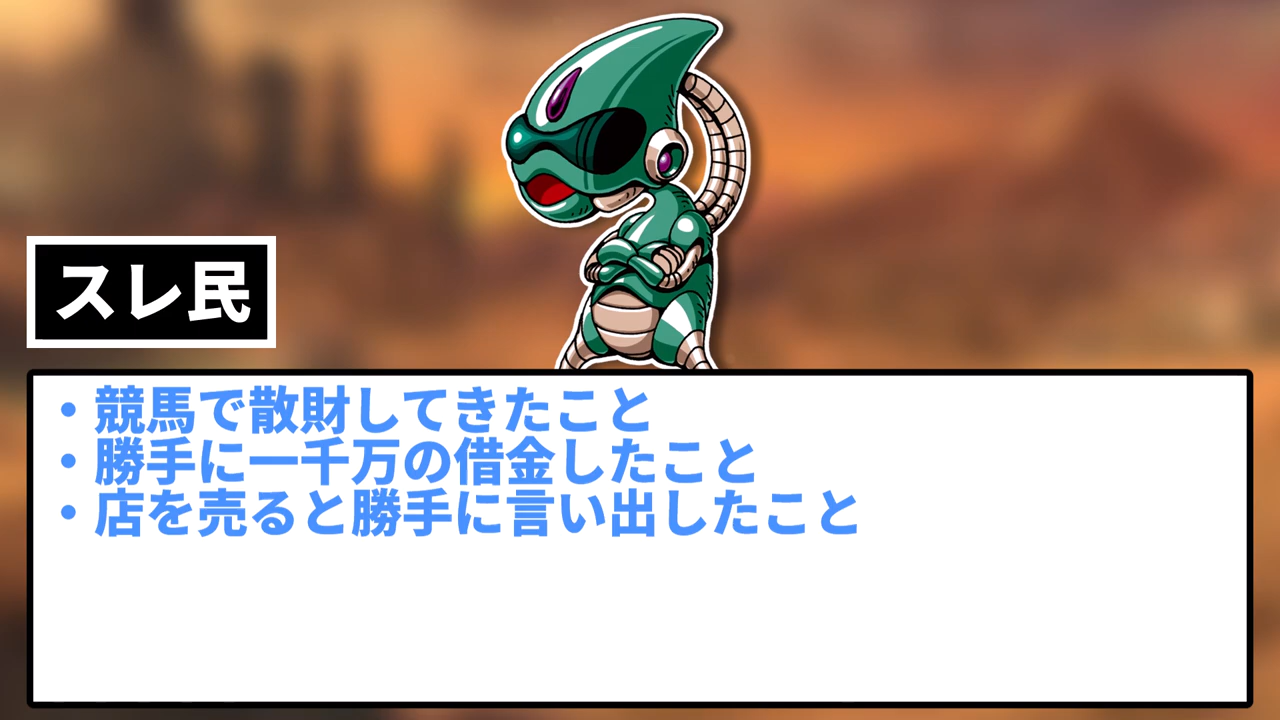 スレ民
・競馬で散財してきたこと
・勝手に一千万の借金したこと
・店を売ると勝手に言い出したこと